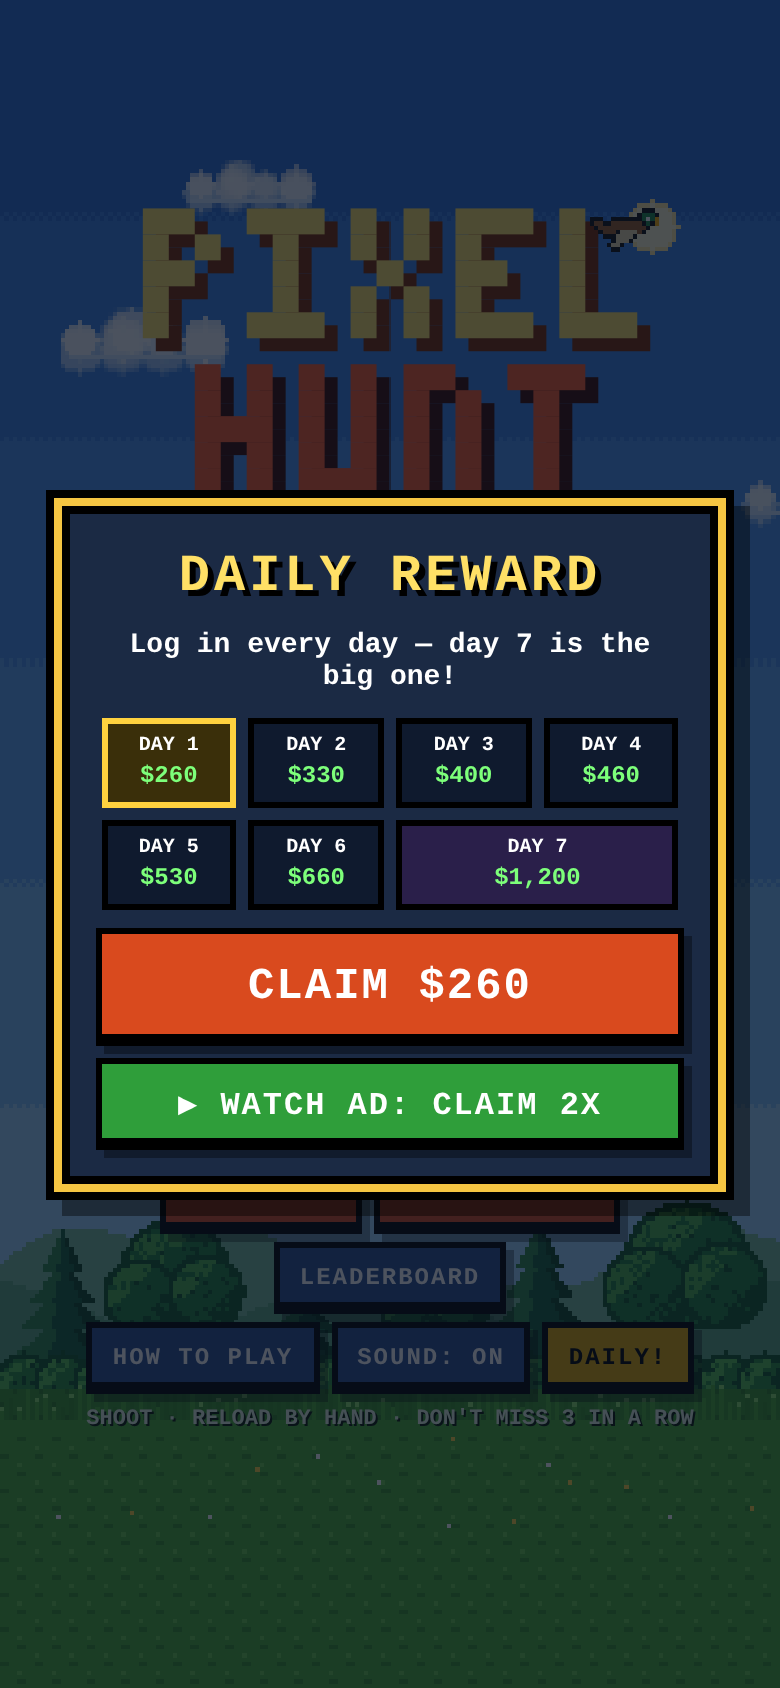 PIXEL
HUNT
DAILY REWARD
Log in every day — day 7 is the
big one!
DAY 1
$260
DAY 2
$330
DAY 3
$400
DAY 4
$460
DAY 5
$530
DAY 6
$660
DAY 7
$1,200
CLAIM $260
▶ WATCH AD: CLAIM 2X
LEADERBOARD
HOW TO PLAY
SOUND: ON
DAILY!
SHOOT · RELOAD BY HAND · DON'T MISS 3 IN A ROW